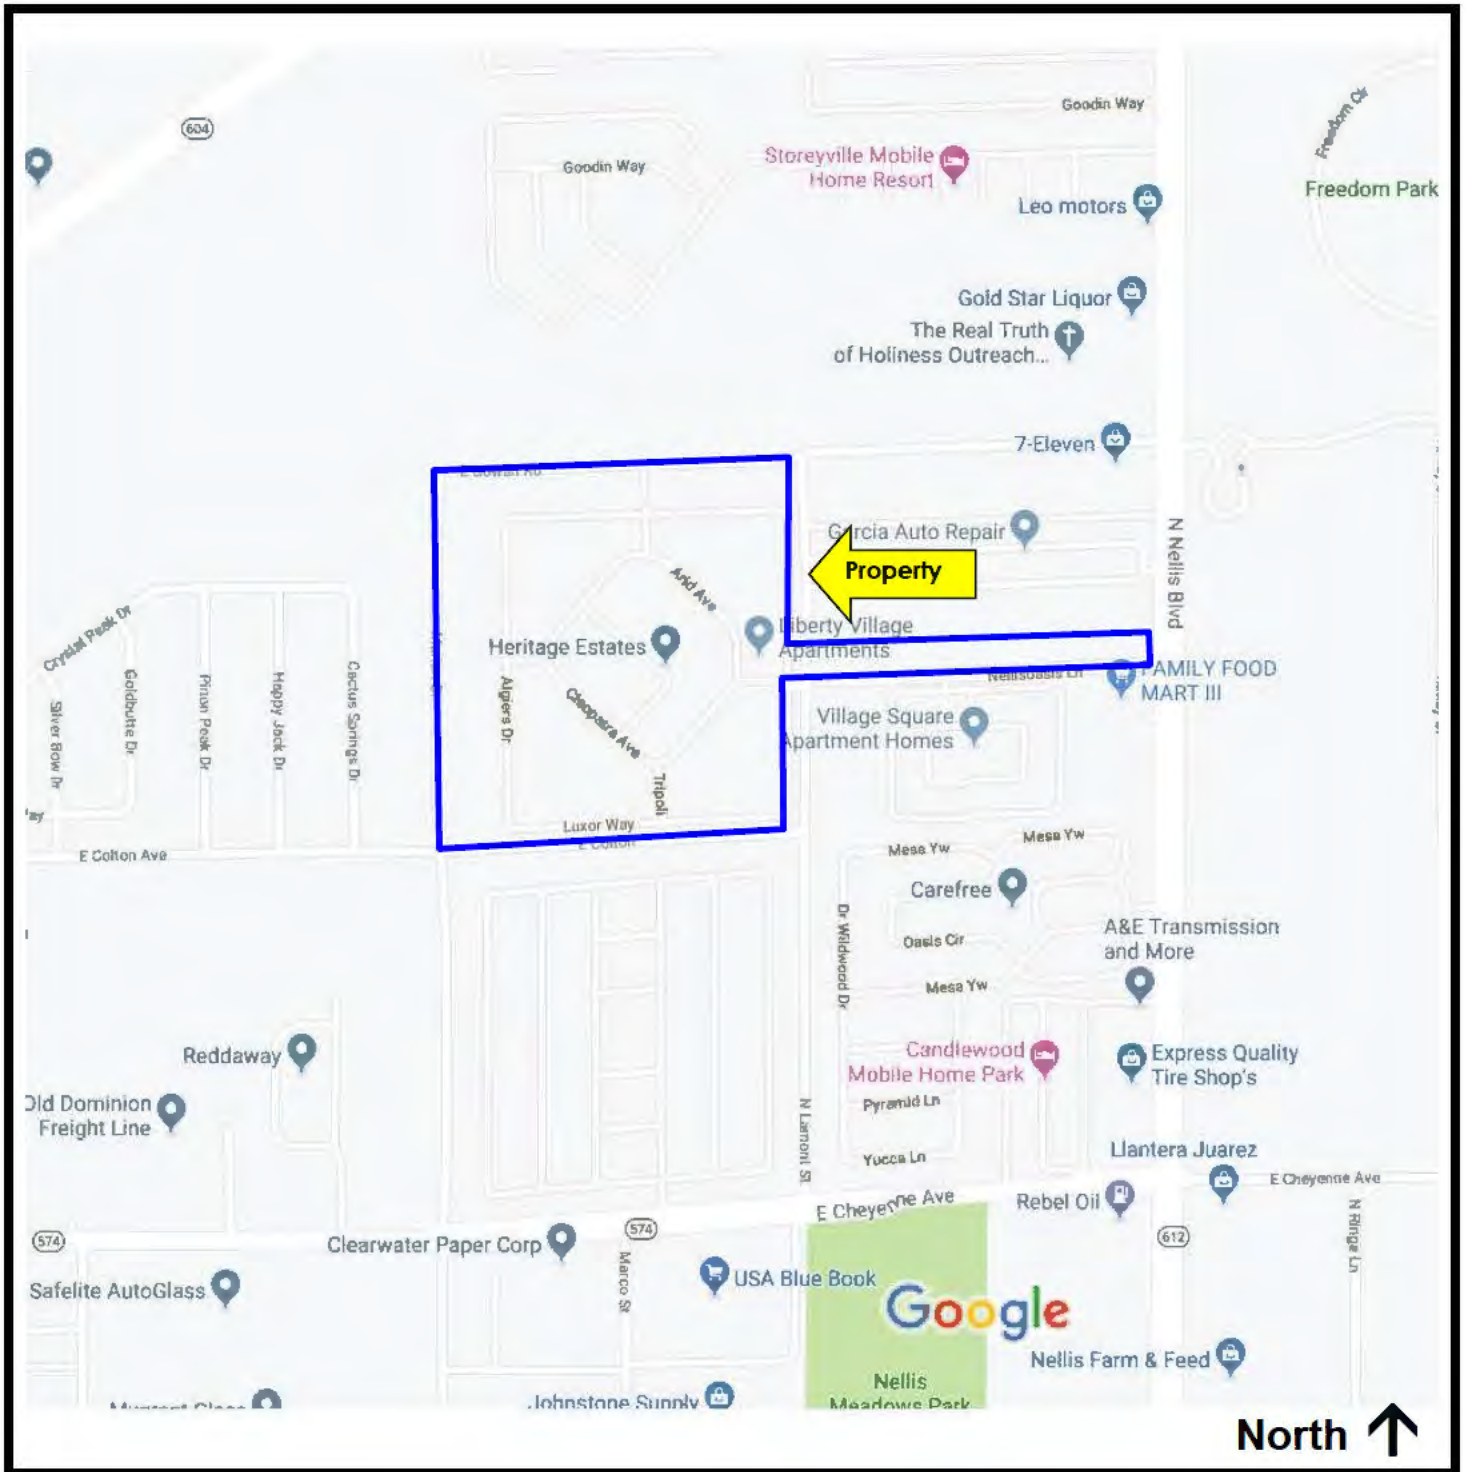 Goodin Way
Freedom Cir
604
Storeyville Mobile
Home Resort
Goodin Way
Freedom Park
Leo motors
Gold Star Liquor
The Real Truth
of Holiness Outreach...
7-Eleven
E Gowan Rd
N Nellis Blvd
Garcia Auto Repair
Property
Arid Ave
Crystal Peak Dr
Liberty Village
Apartments
Heritage Estates
Nellisoasis Ln
FAMILY FOOD
MART III
Silver Bow Dr
Goldbutte Dr
Pinon Peak Dr
Happy Jack Dr
Cactus Springs Dr
Algiers Dr
Cleopatra Ave
Tripoli
Village Square
Apartment Homes
Luxor Way
E Colton
E Colton Ave
Mesa Yw
Mesa Yw
Carefree
Dr Wildwood Dr
Oasis Cir
A&E Transmission
and More
Mesa Yw
Reddaway
Candlewood
Mobile Home Park
Express Quality
Tire Shop's
Old Dominion
Freight Line
Pyramid Ln
N Lamont St
Yucca Ln
Llantera Juarez
E Cheyenne Ave
E Cheyenne Ave
Rebel Oil
574
574
612
N Ringe Ln
Clearwater Paper Corp
Marco St
Safelite AutoGlass
USA Blue Book
Google
Nellis Farm & Feed
Nellis
Meadows Park
Johnstone Supply
North